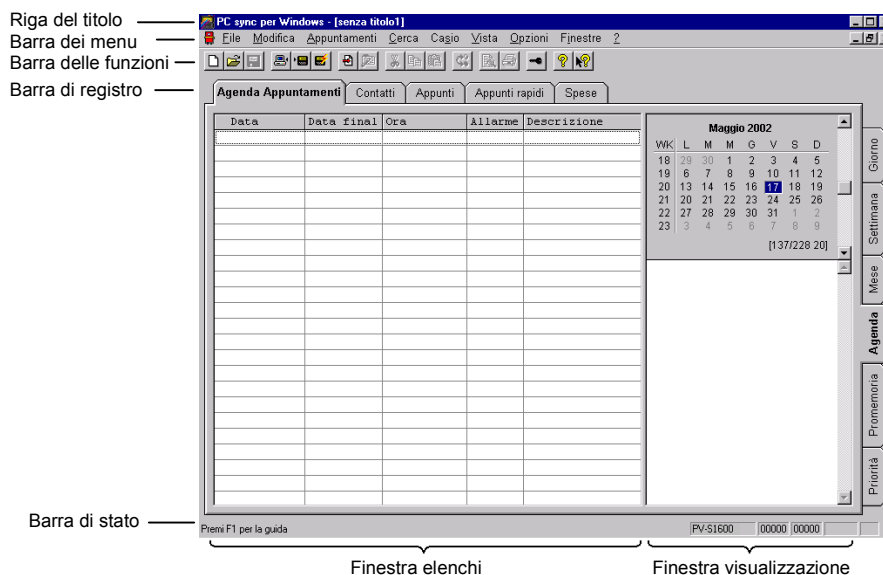 Riga del titolo
PC sync per Windows - [senza titolo1]
Barra dei menu
File Modifica Appuntamenti Cerca Casio Vista Opzioni Finestre ?
Barra delle funzioni
Barra di registro
Agenda Appuntamenti Contatti Appunti Appunti rapidi Spese
Data Data final Ora Allarme Descrizione
Maggio 2002
WK L M M G V S D
18 29 30 1 2 3 4 5
19 6 7 8 9 10 11 12
20 13 14 15 16 17 18 19
21 20 21 22 23 24 25 26
22 27 28 29 30 31 1 2
23 3 4 5 6 7 8 9
[137/228 20]
Giorno
Settimana
Mese
Agenda
Promemoria
Priorità
Barra di stato
Premi F1 per la guida
PV-S1600 00000 00000
Finestra elenchi
Finestra visualizzazione